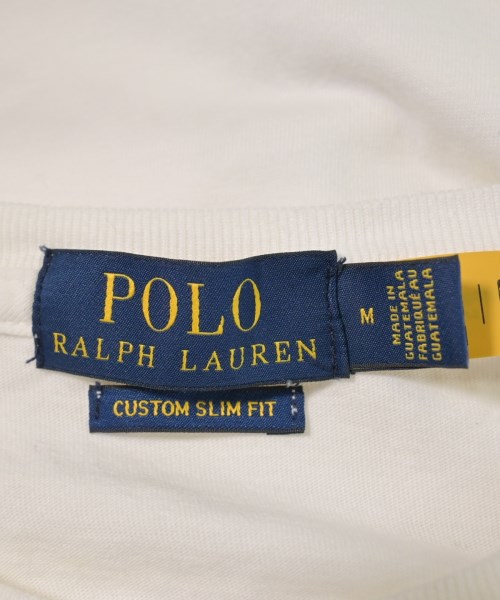 POLO
RALPH LAUREN
CUSTOM SLIM FIT
M
MADE IN
GUATEMALA
FABRIQUÉ AU
GUATEMALA